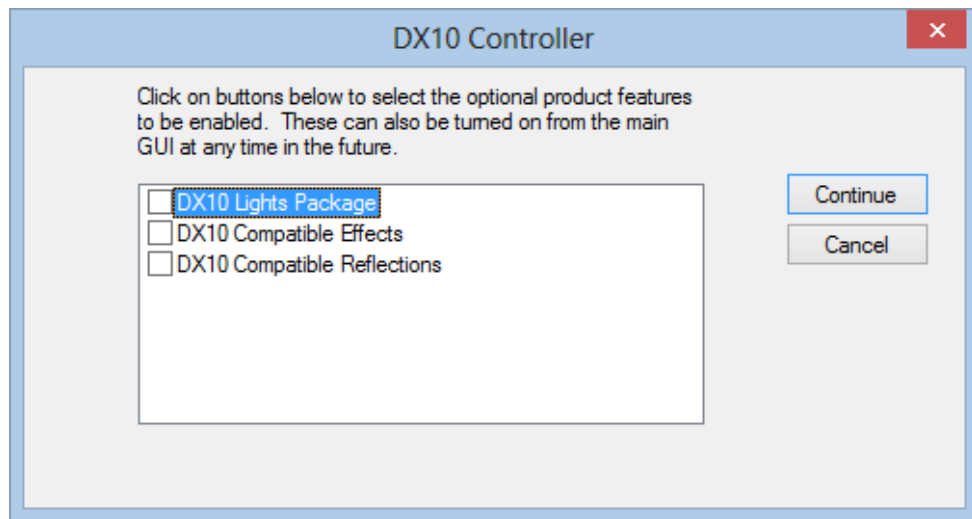 DX10 Controller
Click on buttons below to select the optional product features
to be enabled.  These can also be turned on from the main
GUI at any time in the future.
DX10 Lights Package
DX10 Compatible Effects
DX10 Compatible Reflections
Continue
Cancel